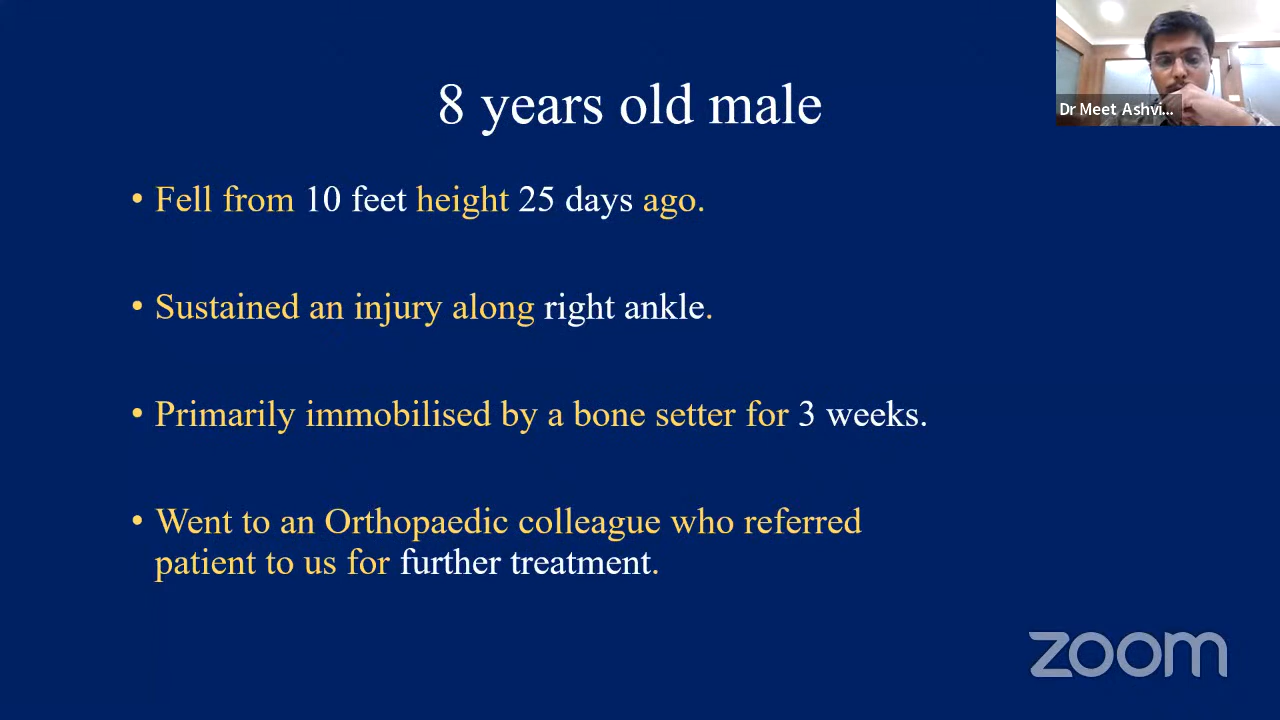 8 years old male
Dr Meet Ashvi...
• Fell from 10 feet height 25 days ago.
• Sustained an injury along right ankle.
• Primarily immobilised by a bone setter for 3 weeks.
• Went to an Orthopaedic colleague who referred
patient to us for further treatment.
zoom